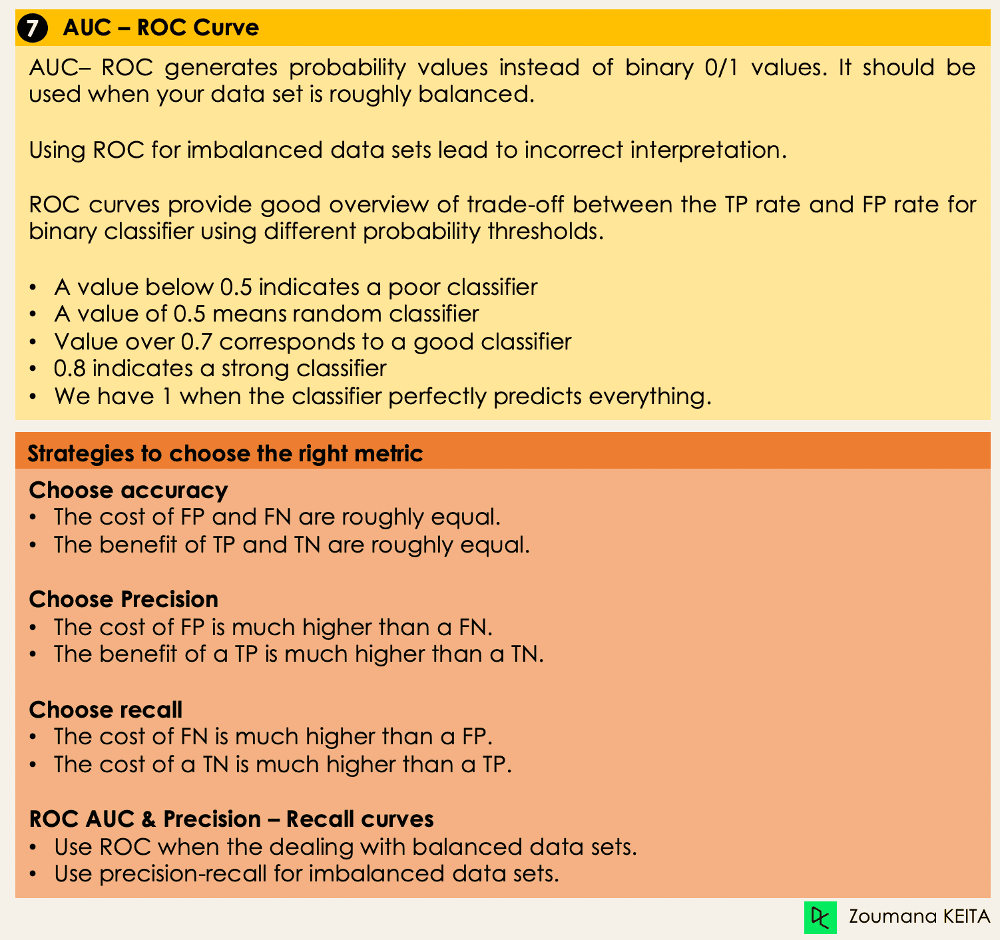 7 AUC – ROC Curve
AUC– ROC generates probability values instead of binary 0/1 values. It should be
used when your data set is roughly balanced.
Using ROC for imbalanced data sets lead to incorrect interpretation.
ROC curves provide good overview of trade-off between the TP rate and FP rate for
binary classifier using different probability thresholds.
• A value below 0.5 indicates a poor classifier
• A value of 0.5 means random classifier
• Value over 0.7 corresponds to a good classifier
• 0.8 indicates a strong classifier
• We have 1 when the classifier perfectly predicts everything.
Strategies to choose the right metric
Choose accuracy
• The cost of FP and FN are roughly equal.
• The benefit of TP and TN are roughly equal.
Choose Precision
• The cost of FP is much higher than a FN.
• The benefit of a TP is much higher than a TN.
Choose recall
• The cost of FN is much higher than a FP.
• The cost of a TN is much higher than a TP.
ROC AUC & Precision – Recall curves
• Use ROC when the dealing with balanced data sets.
• Use precision-recall for imbalanced data sets.
Zoumana KEITA